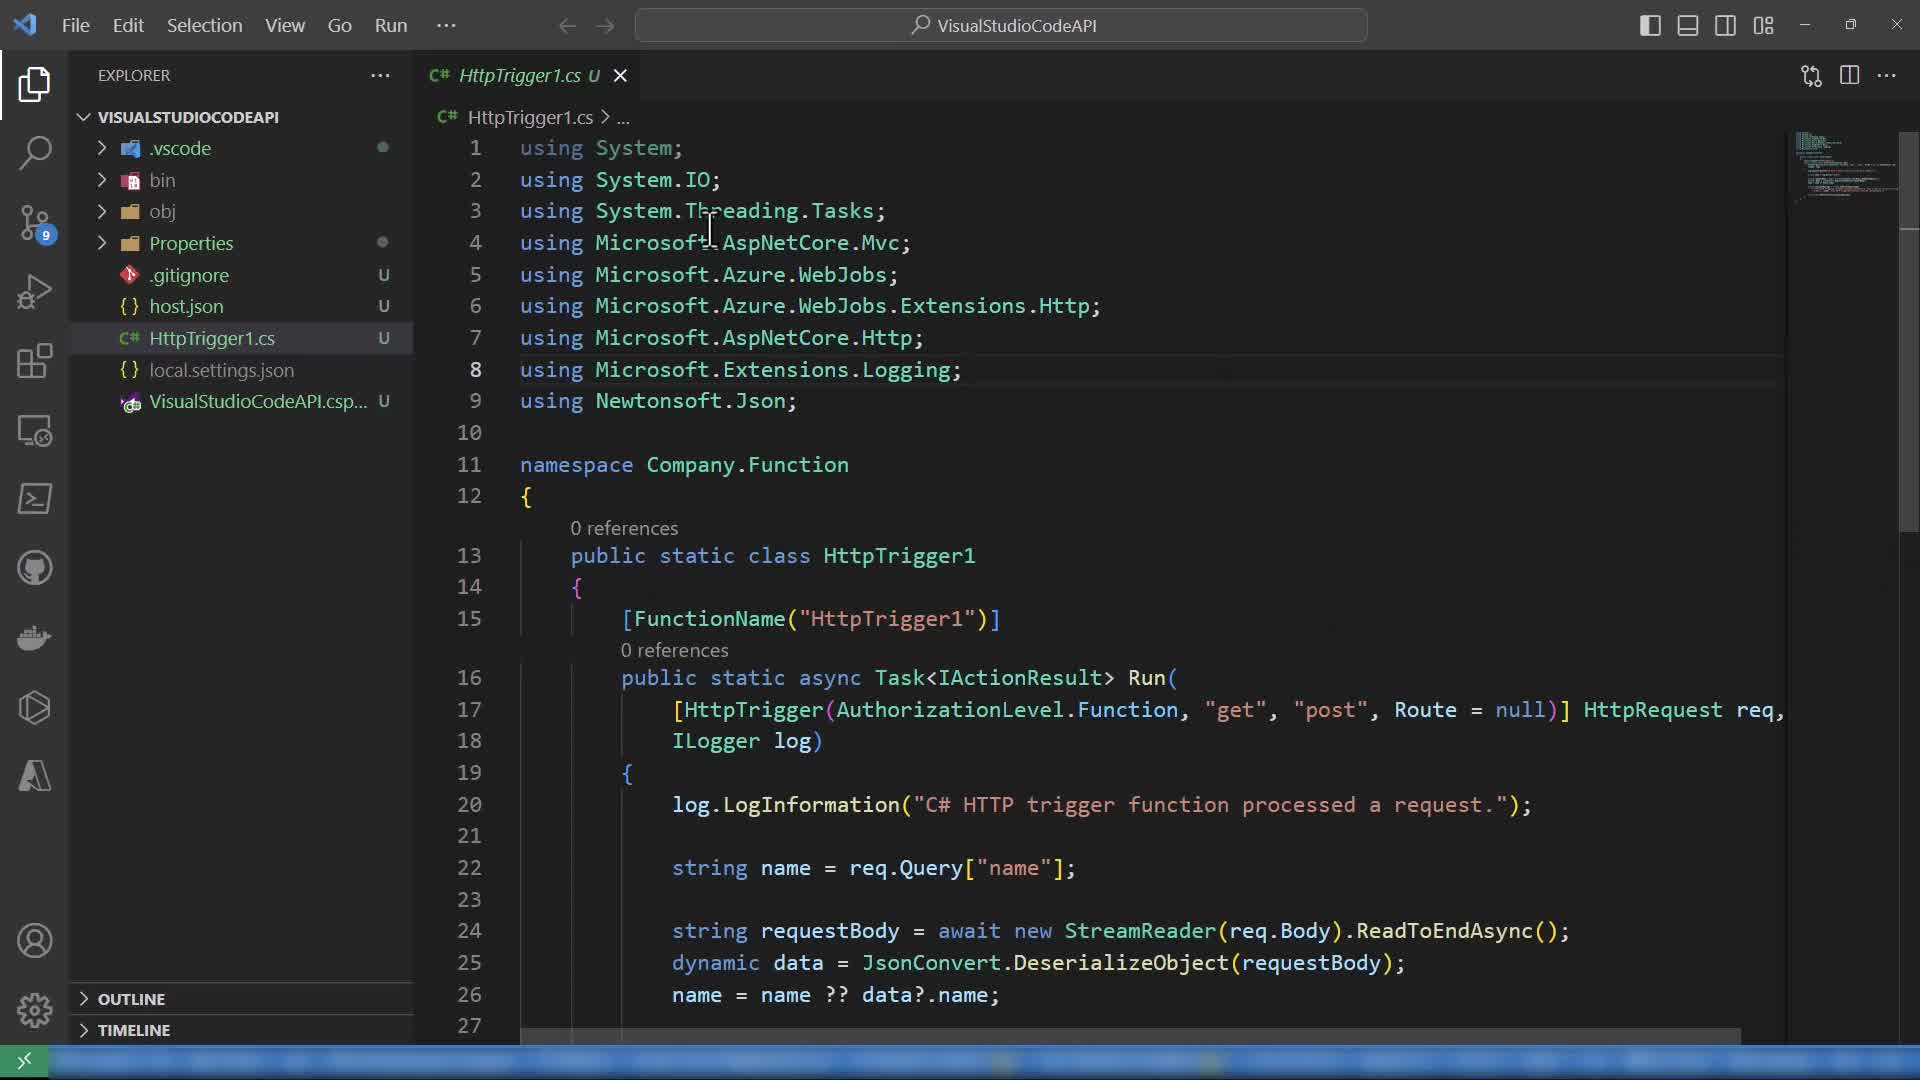 File Edit Selection View Go Run ···
VisualStudioCodeAPI
EXPLORER ···
VISUALSTUDIOCODEAPI
.vscode
bin
obj
Properties
.gitignore U
host.json U
HttpTrigger1.cs U
local.settings.json
VisualStudioCodeAPI.csp... U
OUTLINE
TIMELINE
9
C# HttpTrigger1.cs U
C# HttpTrigger1.cs > ...
1 using System;
2 using System.IO;
3 using System.Threading.Tasks;
4 using Microsoft.AspNetCore.Mvc;
5 using Microsoft.Azure.WebJobs;
6 using Microsoft.Azure.WebJobs.Extensions.Http;
7 using Microsoft.AspNetCore.Http;
8 using Microsoft.Extensions.Logging;
9 using Newtonsoft.Json;
10
11 namespace Company.Function
12 {
0 references
13 public static class HttpTrigger1
14 {
15 [FunctionName("HttpTrigger1")]
0 references
16 public static async Task<IActionResult> Run(
17 [HttpTrigger(AuthorizationLevel.Function, "get", "post", Route = null)] HttpRequest req,
18 ILogger log)
19 {
20 log.LogInformation("C# HTTP trigger function processed a request.");
21
22 string name = req.Query["name"];
23
24 string requestBody = await new StreamReader(req.Body).ReadToEndAsync();
25 dynamic data = JsonConvert.DeserializeObject(requestBody);
26 name = name ?? data?.name;
27